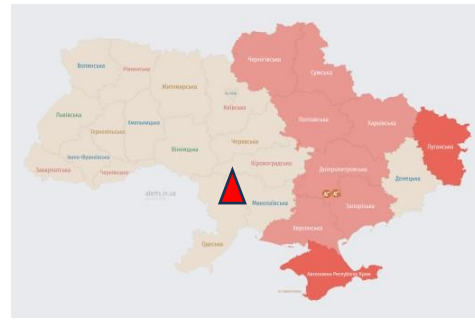 Чернігівська
Волинська
Рівненська
Сумська
Житомирська
Київ
Київська
Львівська
Полтавська
Харківська
Тернопільська
Хмельницька
Черкаська
Луганська
Вінницька
Івано-Франківська
Кіровоградська
Дніпропетровська
Закарпатська
Чернівецька
Донецька
alerts.in.ua
Миколаївська
Запорізька
Херсонська
Одеська
Автономна Республіка Крим